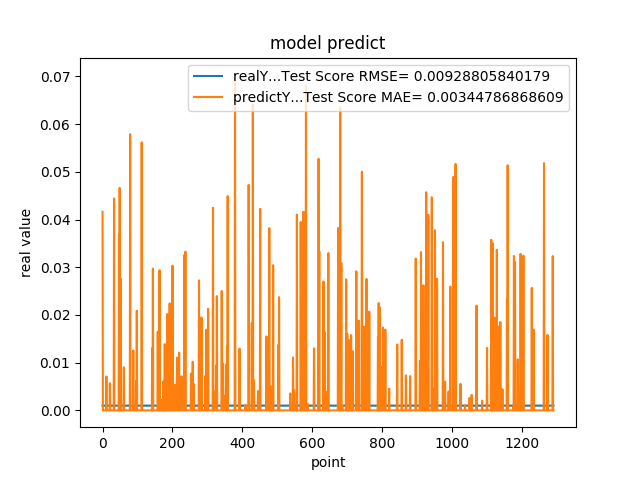 model predict
realY...Test Score RMSE= 0.00928805840179
predictY...Test Score MAE= 0.00344786868609
0.07
0.06
0.05
0.04
0.03
0.02
0.01
0.00
real value
0 200 400 600 800 1000 1200
point